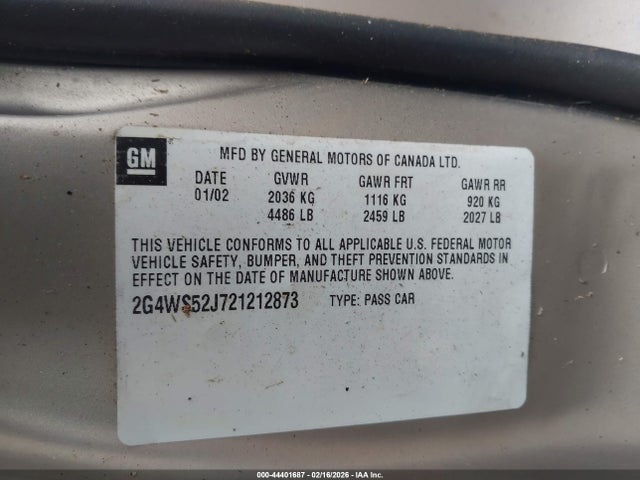 GM
MFD BY GENERAL MOTORS OF CANADA LTD.
DATE GVWR GAWR FRT GAWR RR
01/02 2036 KG 1116 KG 920 KG
4486 LB 2459 LB 2027 LB
THIS VEHICLE CONFORMS TO ALL APPLICABLE U.S. FEDERAL MOTOR
VEHICLE SAFETY, BUMPER, AND THEFT PREVENTION STANDARDS IN
EFFECT ON THE DATE OF MANUFACTURE SHOWN ABOVE.
2G4WS52J721212873 TYPE: PASS CAR
000-44401687 - 02/16/2026 - IAA Inc.